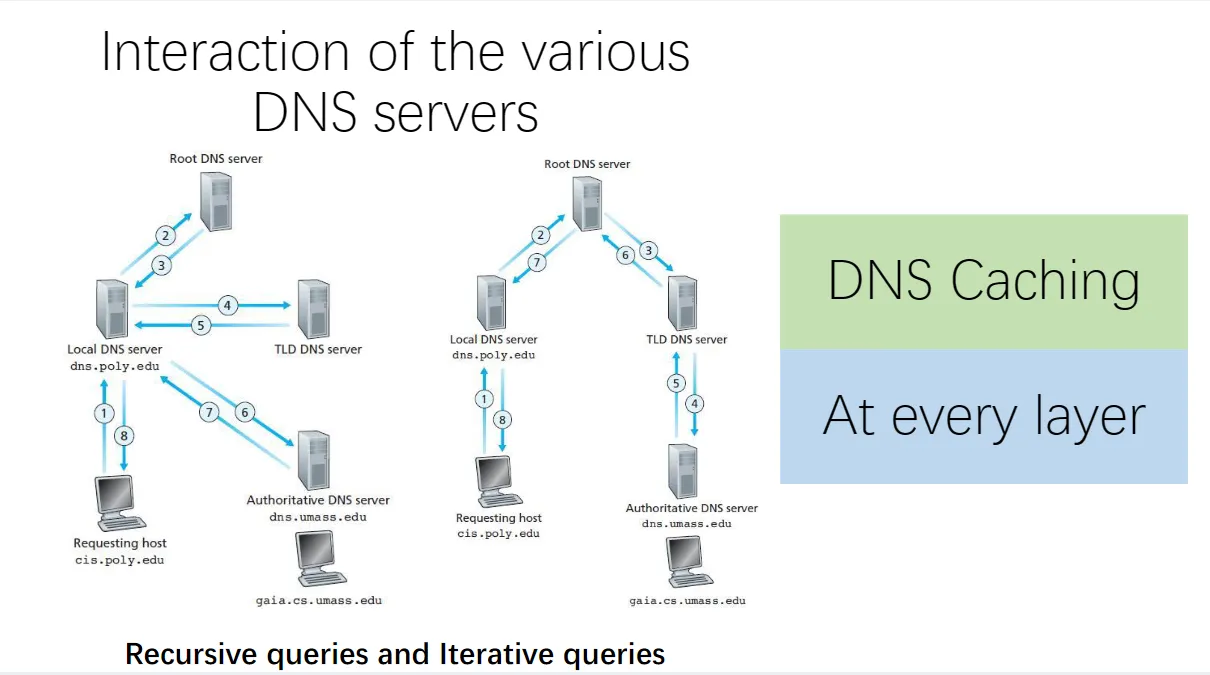 Interaction of the various
DNS servers
Root DNS server
2
3
4
5
Local DNS server
dns.poly.edu
TLD DNS server
1
8
7
6
Requesting host
cis.poly.edu
Authoritative DNS server
dns.umass.edu
gaia.cs.umass.edu
Root DNS server
2
7
6
3
Local DNS server
dns.poly.edu
TLD DNS server
1
8
5
4
Requesting host
cis.poly.edu
Authoritative DNS server
dns.umass.edu
gaia.cs.umass.edu
DNS Caching
At every layer
Recursive queries and Iterative queries